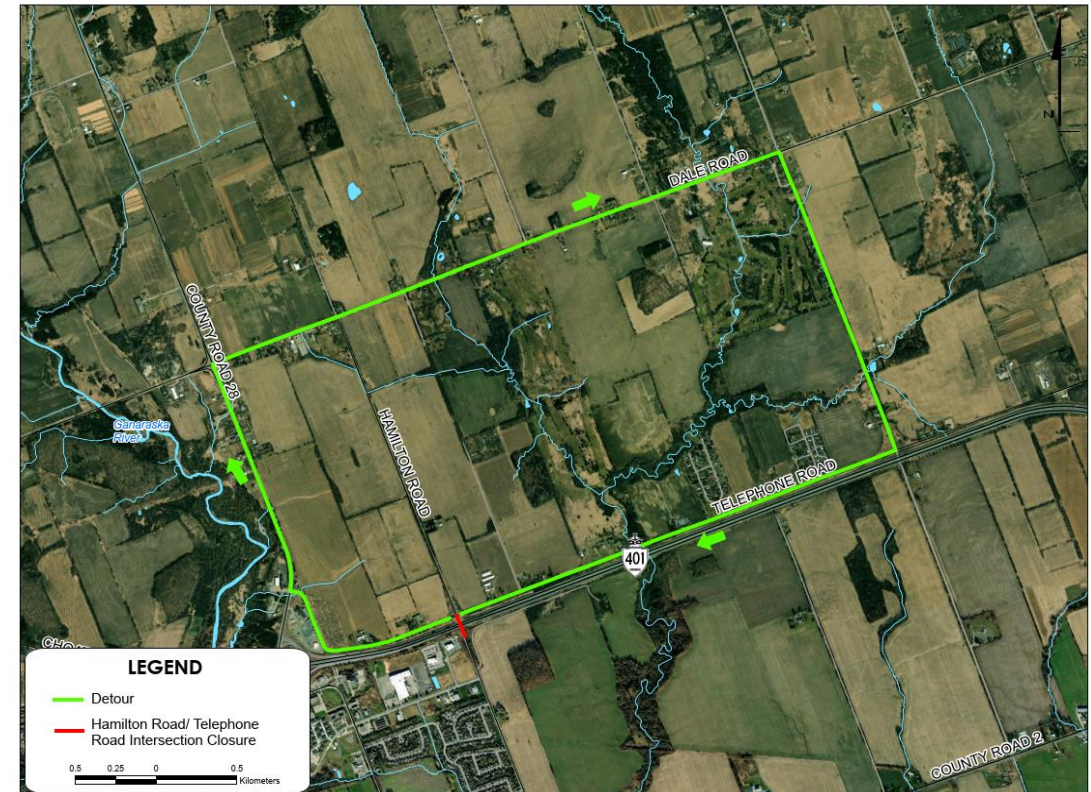 N
DALE ROAD
COUNTY ROAD 28
Ganaraska
River
HAMILTON ROAD
TELEPHONE ROAD
401
COUNTY ROAD 2
LEGEND
Detour
Hamilton Road/ Telephone
Road Intersection Closure
0.5 0.25 0 0.5
Kilometers